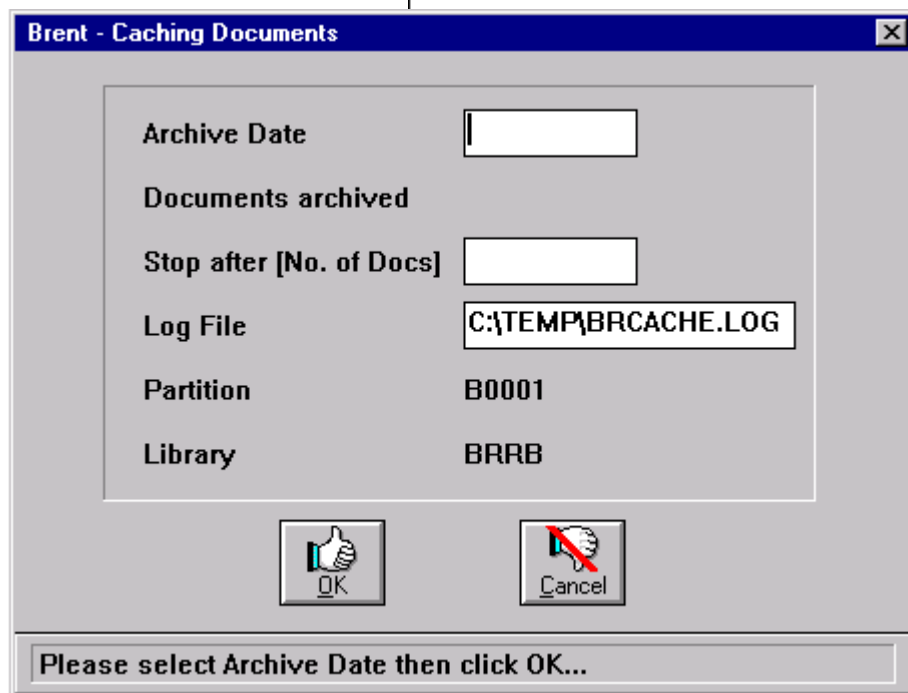 Brent - Caching Documents
Archive Date
Documents archived
Stop after [No. of Docs]
Log File C:\TEMP\BRCACHE.LOG
Partition B0001
Library BRRB
OK Cancel
Please select Archive Date then click OK...